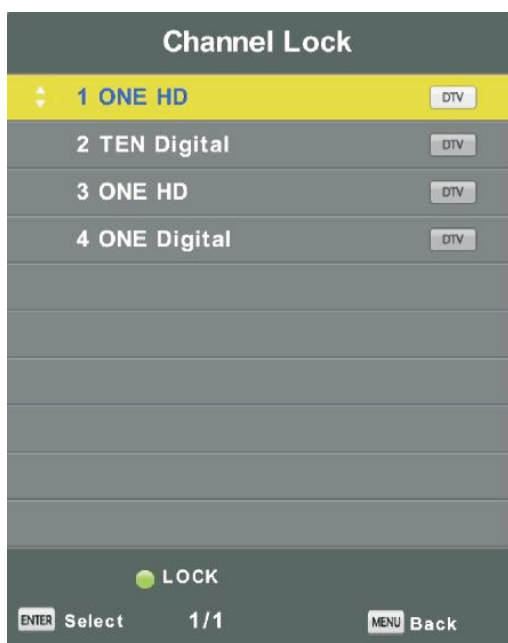 Channel Lock
1 ONE HD DTV
2 TEN Digital DTV
3 ONE HD DTV
4 ONE Digital DTV
LOCK
ENTER Select 1/1 MENU Back